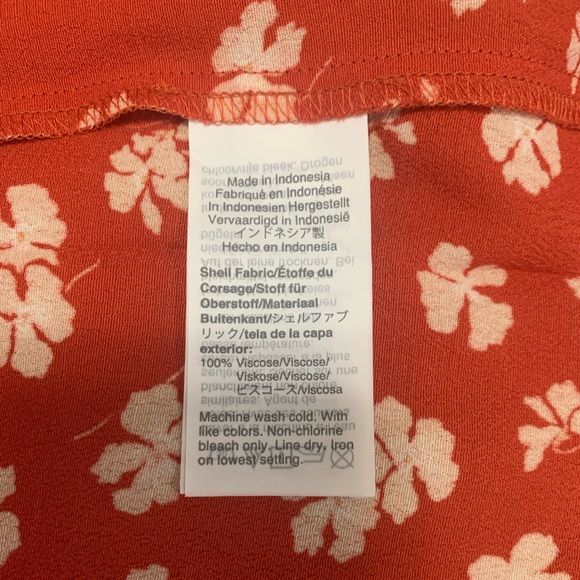 Made in Indonesia
Fabriqué en Indonésie
In Indonesien Hergestellt
Vervaardigd in Indonesië
インドネシア製
Hecho en Indonesia
Shell Fabric/Étoffe du
Corsage/Stoff für
Oberstoff/Materiaal
Buitenkant/シェルファブ
リック/tela de la capa
exterior:
100% Viscose/Viscose/
Viskose/Viscose/
ビスコース/viscosa
Machine wash cold. With
like colors. Non-chlorine
bleach only. Line dry, Iron
on lowest setting.